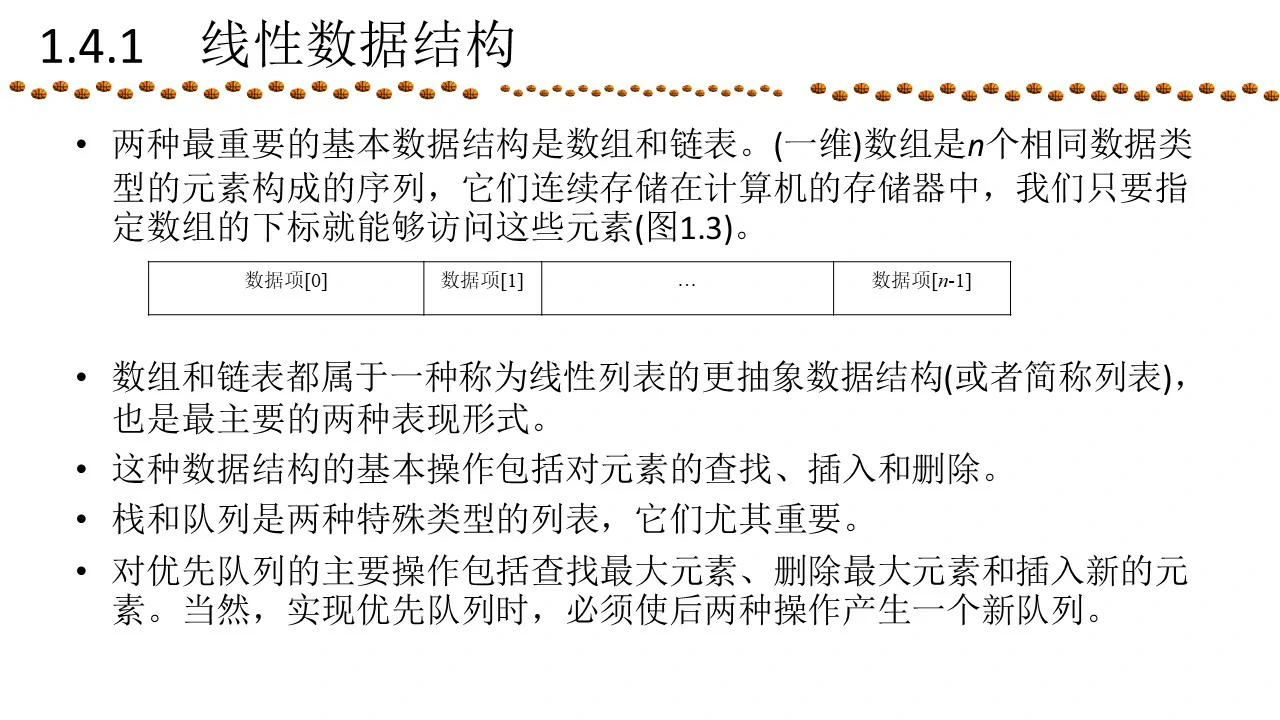 1.4.1 线性数据结构
• 两种最重要的基本数据结构是数组和链表。(一维)数组是n个相同数据类
型的元素构成的序列，它们连续存储在计算机的存储器中，我们只要指
定数组的下标就能够访问这些元素(图1.3)。
数据项[0] 数据项[1] … 数据项[n-1]
• 数组和链表都属于一种称为线性列表的更抽象数据结构(或者简称列表)，
也是最主要的两种表现形式。
• 这种数据结构的基本操作包括对元素的查找、插入和删除。
• 栈和队列是两种特殊类型的列表，它们尤其重要。
• 对优先队列的主要操作包括查找最大元素、删除最大元素和插入新的元
素。当然，实现优先队列时，必须使后两种操作产生一个新队列。